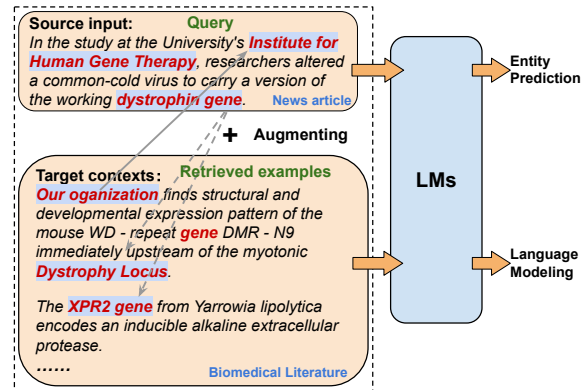 Source input: Query
In the study at the University's Institute for
Human Gene Therapy, researchers altered
a common-cold virus to carry a version of
the working dystrophin gene.
News article
+ Augmenting
Target contexts: Retrieved examples
Our oganization finds structural and
developmental expression pattern of the
mouse WD - repeat gene DMR - N9
immediately upstream of the myotonic
Dystrophy Locus.
The XPR2 gene from Yarrowia lipolytica
encodes an inducible alkaline extracellular
protease.
......
Biomedical Literature
LMs
Entity
Prediction
Language
Modeling